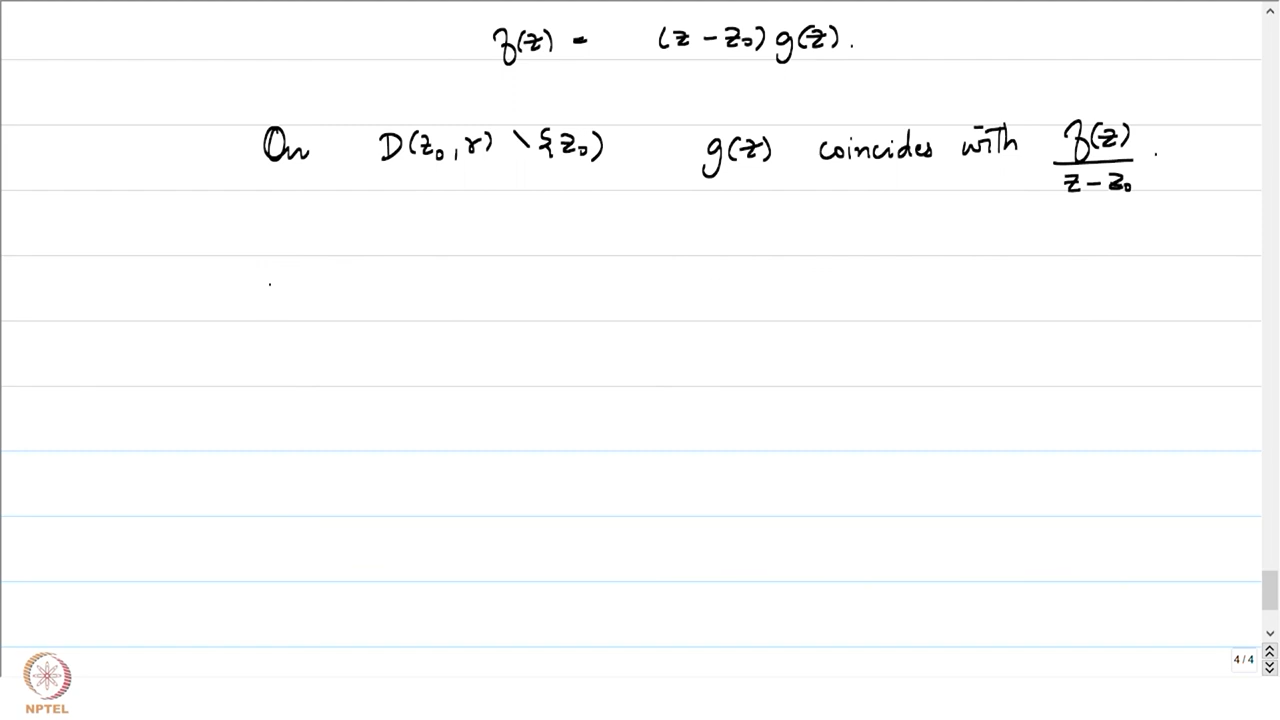 f(z) = (z - z₀) g(z).
On D(z₀, r) \ {z₀} g(z) coincides with f(z)/(z - z₀) .
4 / 4
NPTEL